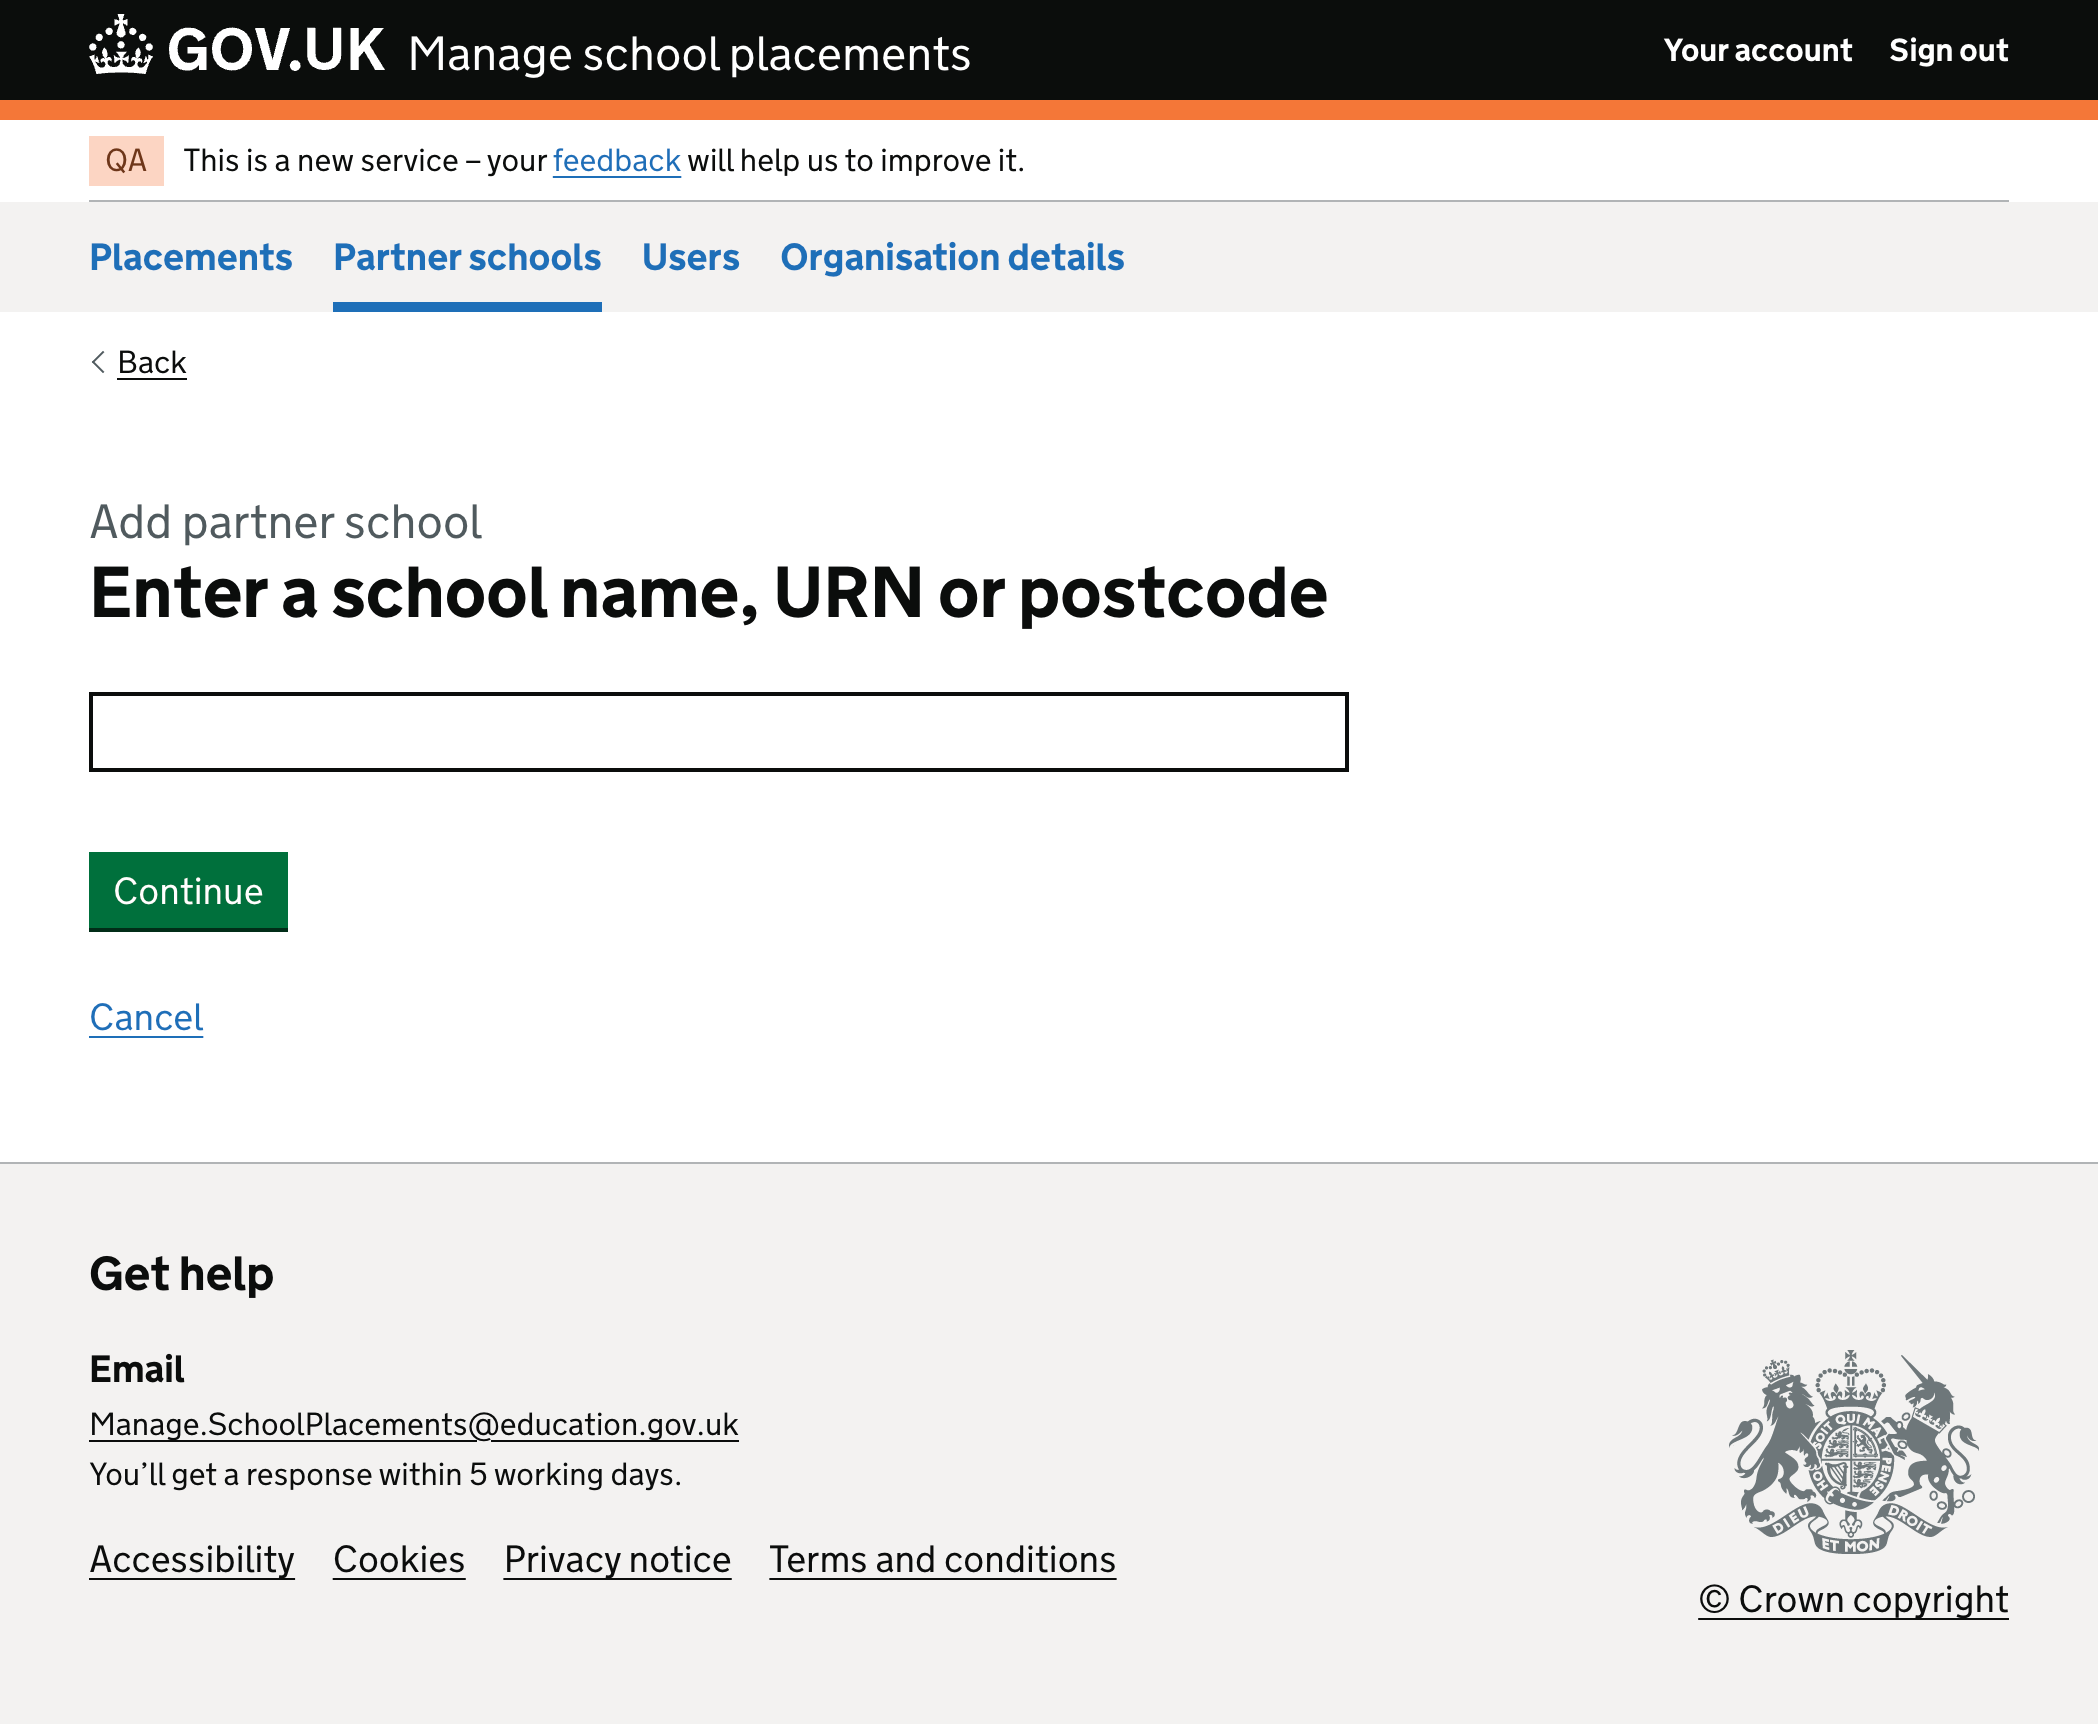 GOV.UK Manage school placements Your account Sign out
QA This is a new service – your feedback will help us to improve it.
Placements Partner schools Users Organisation details
Back
Add partner school
Enter a school name, URN or postcode
Continue
Cancel
Get help
Email
Manage.SchoolPlacements@education.gov.uk
You’ll get a response within 5 working days.
Accessibility Cookies Privacy notice Terms and conditions
SOIT QUI MAL PENSE
HON
DIEU ET MON DROIT
© Crown copyright